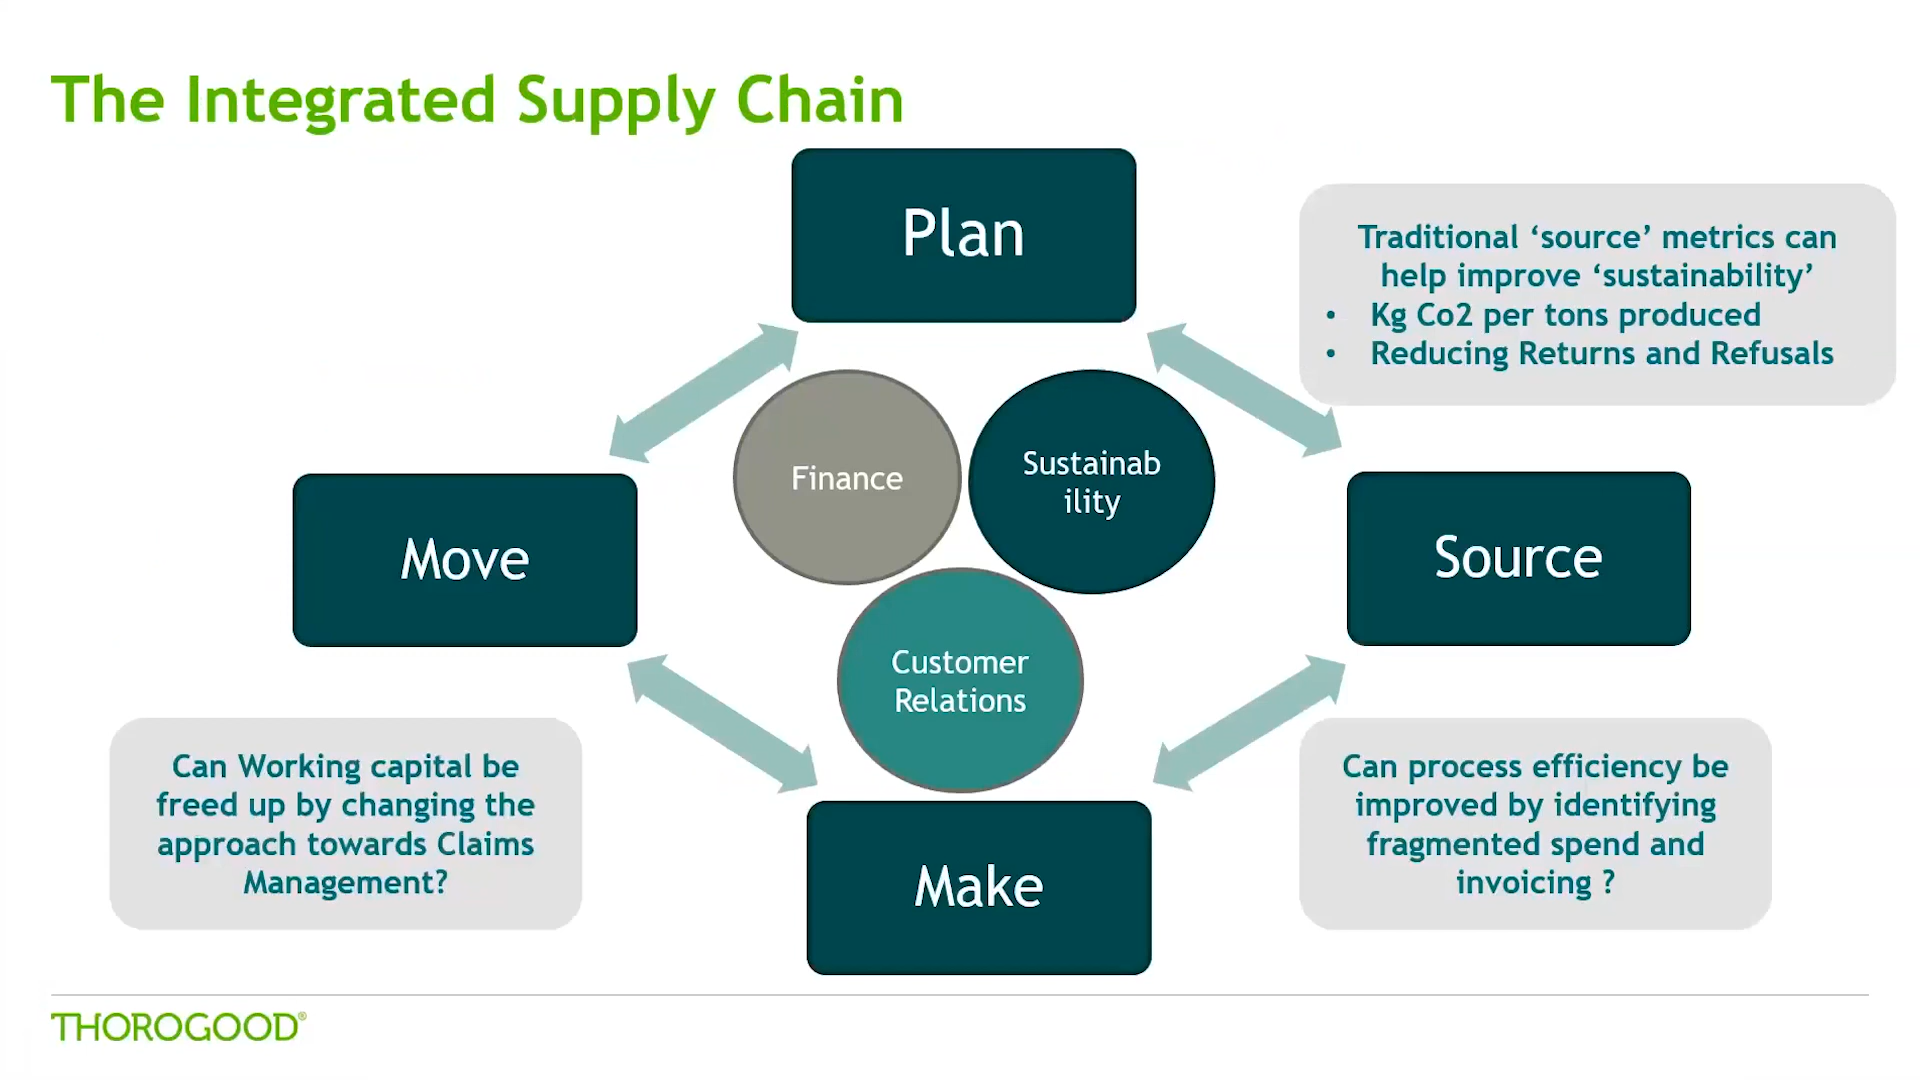 The Integrated Supply Chain
Plan
Traditional ‘source’ metrics can
help improve ‘sustainability’
• Kg Co2 per tons produced
• Reducing Returns and Refusals
Finance
Sustainab
ility
Move
Source
Customer
Relations
Can Working capital be
freed up by changing the
approach towards Claims
Management?
Can process efficiency be
improved by identifying
fragmented spend and
invoicing ?
Make
THOROGOOD®